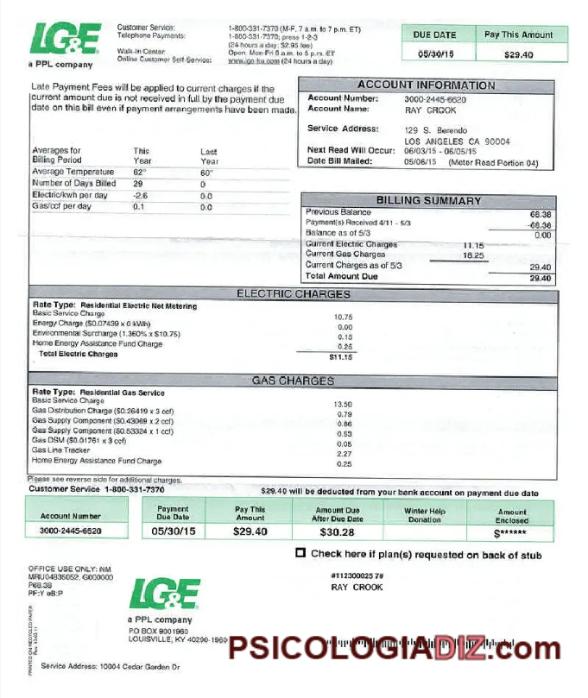 LG&E
a PPL company
Customer Service: 1-800-331-7370 (M-F, 7 a.m. to 7 p.m. ET)
Telephone Payments: 1-800-331-7370; press 1-2-3
(24 hours a day; $2.95 fee)
Walk-in Center: Open: Mon-Fri 8 a.m. to 5 p.m. ET
Online Customer Self-Service: (24 hours a day)
DUE DATE Pay This Amount
05/30/15 $29.40
Late Payment Fees will be applied to current charges if the
current amount due is not received in full by the payment due
date on this bill even if payment arrangements have been made.
ACCOUNT INFORMATION
Account Number: 3000-2445-6620
Account Name: RAY CROOK
Service Address: 129 S. Berendo
LOS ANGELES CA 90004
Next Read Will Occur: 06/03/15 - 06/05/15
Date Bill Mailed: 05/06/15 (Meter Read Portion 04)
Averages for This Last
Billing Period Year Year
Average Temperature 62° 60°
Number of Days Billed 29 0
Electric/kwh per day -2.6 0.0
Gas/ccf per day 0.1 0.0
BILLING SUMMARY
Previous Balance 68.38
Payment(s) Received 4/11 - 5/3 -68.38
Balance as of 5/3 0.00
Current Electric Charges 11.15
Current Gas Charges 18.25
Current Charges as of 5/3 29.40
Total Amount Due 29.40
ELECTRIC CHARGES
Rate Type: Residential Electric Net Metering
Basic Service Charge 10.75
Energy Charge ($0.07439 x 0 kWh) 0.00
Environmental Surcharge (1.360% x $10.75) 0.15
Home Energy Assistance Fund Charge 0.25
Total Electric Charges $11.15
GAS CHARGES
Rate Type: Residential Gas Service
Basic Service Charge 13.50
Gas Distribution Charge ($0.26419 x 3 ccf) 0.79
Gas Supply Component ($0.43069 x 2 ccf) 0.86
Gas Supply Component ($0.53324 x 1 ccf) 0.53
Gas DSM ($0.01761 x 3 ccf) 0.05
Gas Line Tracker 2.27
Home Energy Assistance Fund Charge 0.25
Please see reverse side for additional charges.
Customer Service 1-800-331-7370 $29.40 will be deducted from your bank account on payment due date
Account Number Payment Due Date Pay This Amount Amount Due After Due Date Winter Help Donation Amount Enclosed
3000-2445-6620 05/30/15 $29.40 $30.28 $******
Check here if plan(s) requested on back of stub
OFFICE USE ONLY: NM
MRU04835052, G000000
P68.38
PF:Y eB:P
#112300025 7#
RAY CROOK
LG&E
a PPL company
PO BOX 9001960
LOUISVILLE, KY 40290-1960
PRINTED ON RECYCLED PAPER
PSICOLOGIADIZ.com
Service Address: 10004 Cedar Garden Dr